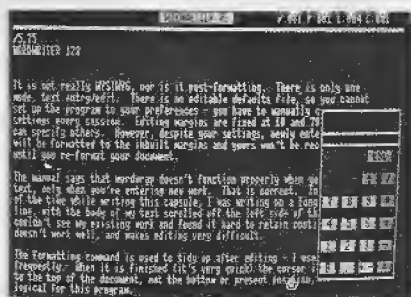 /5.75
WORDWRITER 128
It is not really WYSIWYG, nor is it post-formatting. There is only one
mode, text entry/edit. There is no editable defaults file, so you cannot
set up the program to your preferences - you have to manually
settings every session. Editing margins are fixed at 10 and 70
can specify others. However, despite your settings, newly ente
will be formatted to the inbuilt margins and yours won't be rec
until you re-format your document.
The manual says that wordwrap doesn't function properly when
text, only when you're entering new work. That is correct.
of the time while writing this capsule, I was writing on a long
line, with the body of my text scrolled off the left side of th
couldn't see my existing work and found it hard to retain conti
doesn't work well, and makes editing very difficult.
The Formatting command is used to tidy up after editing - I use
frequently. When it is finished (it's very quick) the cursor
to the top of the document, not the bottom or present position,
logical for this program.